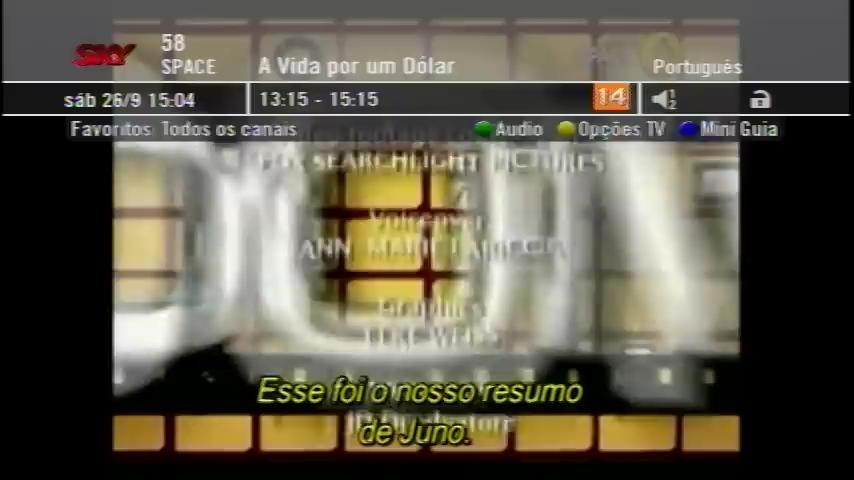 SKY
58
SPACE
A Vida por um Dólar
Português
sáb 26/9 15:04
13:15 - 15:15
14
Favoritos Todos os canais
Audio
Opções TV
Mini Guia
FOX SEARCHLIGHT PICTURES
Voiceover
Graphics
Esse foi o nosso resumo
de Juno.